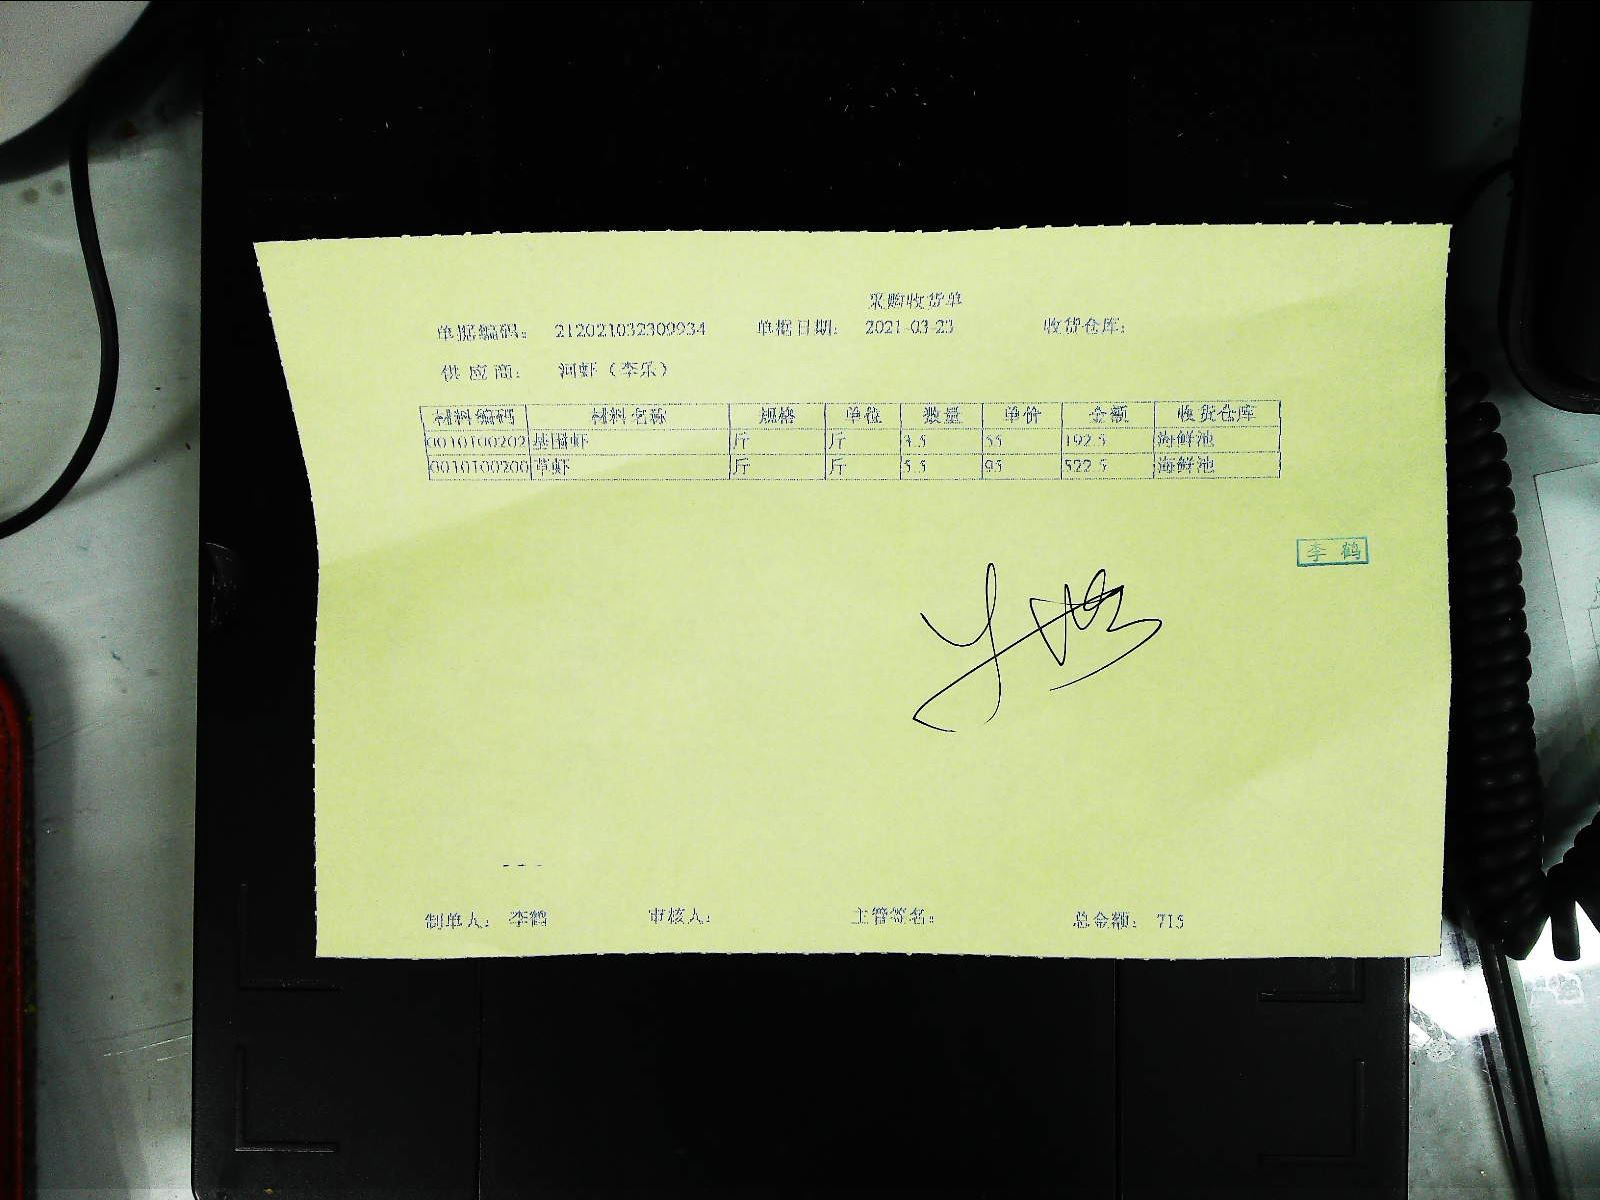 采购收货单
单据编码: 212021032300934 单据日期: 2021-03-23 收货仓库:
供应商: 河虾（李乐）
材料编码 材料名称 规格 单位 数量 单价 金额 收货仓库
0010100202 基围虾 斤 斤 3.5 55 192.5 海鲜池
0010100200 草虾 斤 斤 5.5 95 522.5 海鲜池
李鹤
制单人: 李鹤 审核人: 主管签名: 总金额: 715